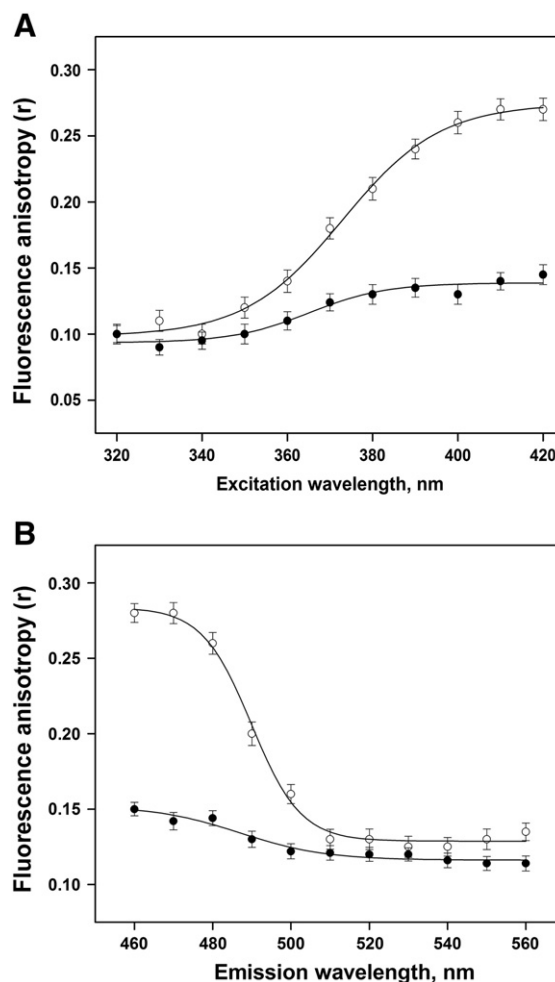 A
Fluorescence anisotropy (r)
0.30
0.25
0.20
0.15
0.10
0.05
320 340 360 380 400 420
Excitation wavelength, nm
B
Fluorescence anisotropy (r)
0.30
0.25
0.20
0.15
0.10
460 480 500 520 540 560
Emission wavelength, nm